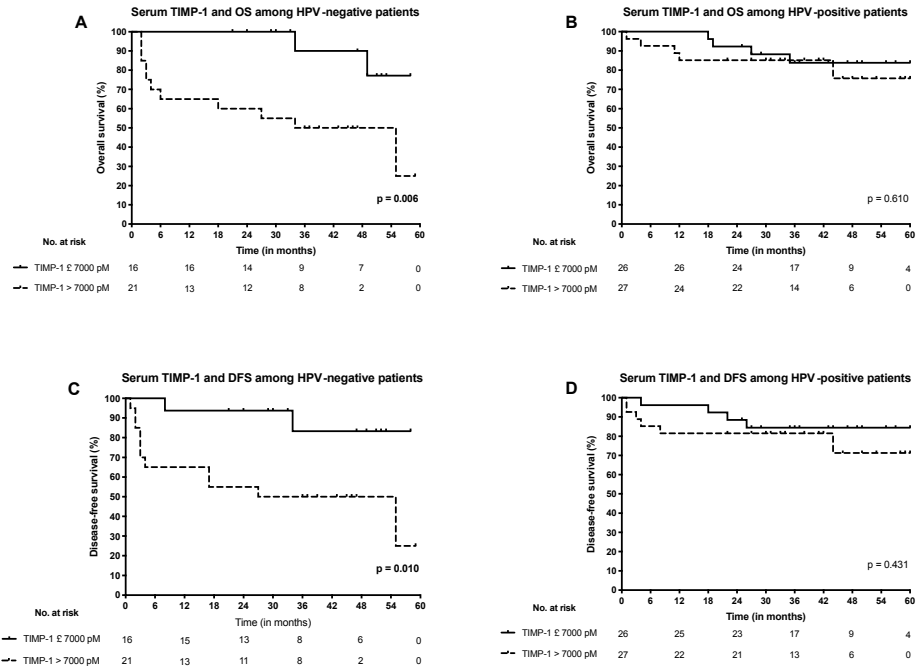 A
Serum TIMP-1 and OS among HPV-negative patients
Overall survival (%)
100
90
80
70
60
50
40
30
20
10
0
p = 0.006
0 6 12 18 24 30 36 42 48 54 60
Time (in months)
No. at risk
TIMP-1 £ 7000 pM 16 16 14 9 7 0
TIMP-1 > 7000 pM 21 13 12 8 2 0
B
Serum TIMP-1 and OS among HPV-positive patients
Overall survival (%)
100
90
80
70
60
50
40
30
20
10
0
p = 0.610
0 6 12 18 24 30 36 42 48 54 60
Time (in months)
No. at risk
TIMP-1 £ 7000 pM 26 26 24 17 9 4
TIMP-1 > 7000 pM 27 24 22 14 6 0
C
Serum TIMP-1 and DFS among HPV-negative patients
Disease-free survival (%)
100
90
80
70
60
50
40
30
20
10
0
p = 0.010
0 6 12 18 24 30 36 42 48 54 60
Time (in months)
No. at risk
TIMP-1 £ 7000 pM 16 15 13 8 6 0
TIMP-1 > 7000 pM 21 13 11 8 2 0
D
Serum TIMP-1 and DFS among HPV-positive patients
Disease-free survival (%)
100
90
80
70
60
50
40
30
20
10
0
p = 0.431
0 6 12 18 24 30 36 42 48 54 60
Time (in months)
No. at risk
TIMP-1 £ 7000 pM 26 25 23 17 9 4
TIMP-1 > 7000 pM 27 22 21 13 6 0